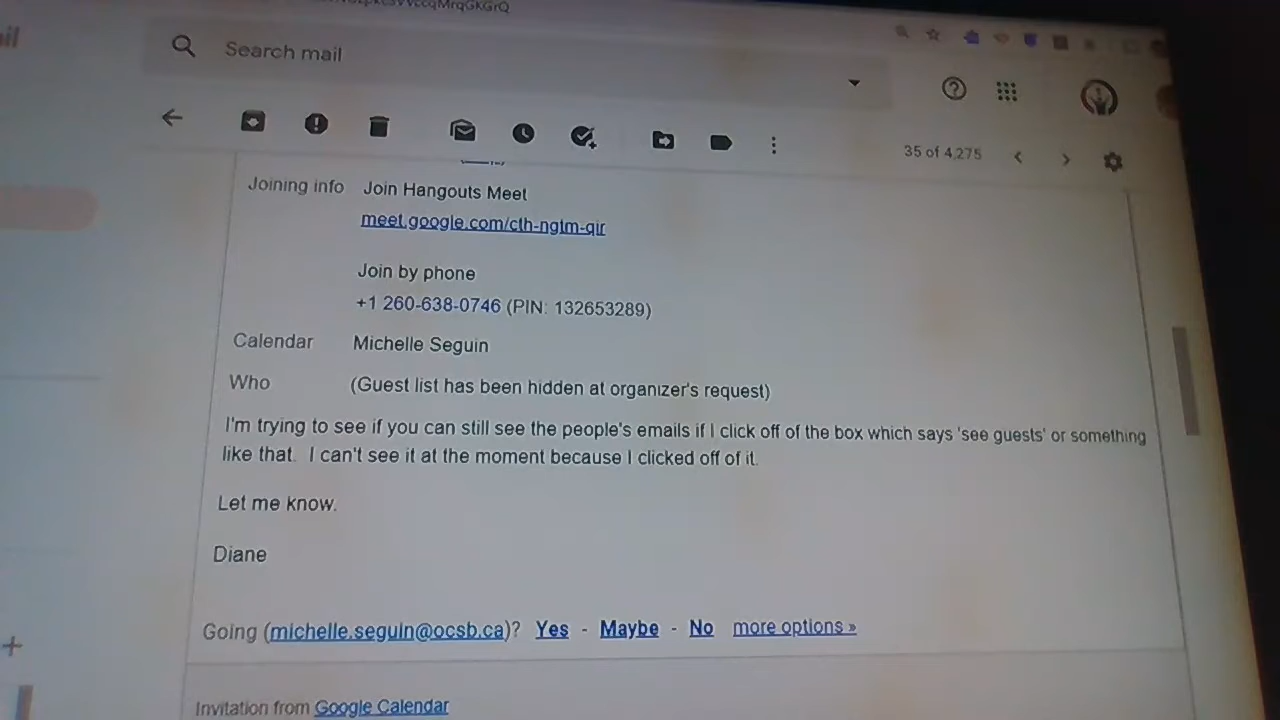 Search mail
35 of 4,275
Joining info Join Hangouts Meet
meet.google.com/cth-ngtm-qir
Join by phone
+1 260-638-0746 (PIN: 132653289)
Calendar Michelle Seguin
Who (Guest list has been hidden at organizer's request)
I'm trying to see if you can still see the people's emails if I click off of the box which says 'see guests' or something
like that. I can't see it at the moment because I clicked off of it.
Let me know.
Diane
Going (michelle.seguin@ocsb.ca)? Yes - Maybe - No more options »
Invitation from Google Calendar